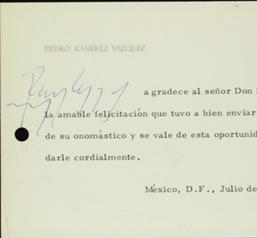 PEDRO RAMIREZ VAZQUEZ
a gradece al señor Don
la amable felicitación que tuvo a bien enviar
de su onomástico y se vale de esta oportunid
darle cordialmente.
México, D.F., Julio de